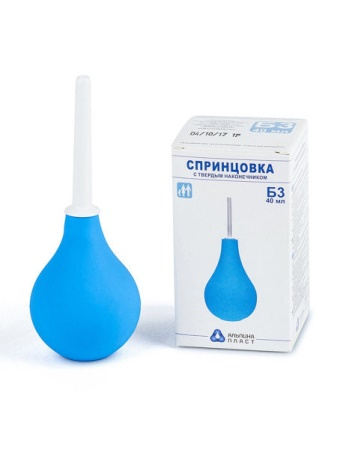 04/10/17 1Р
Б3
40 мл
СПРИНЦОВКА
С ТВЕРДЫМ НАКОНЕЧНИКОМ
Б3
40 мл
АЛЬПИНА
ПЛАСТ